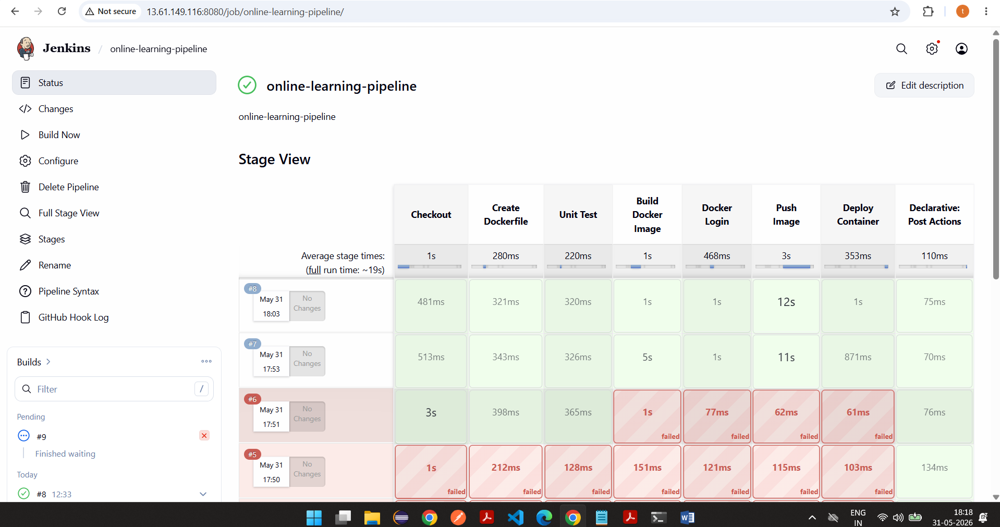 Not secure
13.61.149.116:8080/job/online-learning-pipeline/
t
Jenkins / online-learning-pipeline
Status
Changes
Build Now
Configure
Delete Pipeline
Full Stage View
Stages
Rename
Pipeline Syntax
GitHub Hook Log
Builds
Filter /
Pending
#9
Finished waiting
Today
#8 12:33
online-learning-pipeline
Edit description
online-learning-pipeline
Stage View
Checkout
Create
Dockerfile
Unit Test
Build
Docker
Image
Docker
Login
Push
Image
Deploy
Container
Declarative:
Post Actions
Average stage times:
(full run time: ~19s)
1s 280ms 220ms 1s 468ms 3s 353ms 110ms
#8
May 31
18:03
No
Changes
481ms 321ms 320ms 1s 1s 12s 1s 75ms
#7
May 31
17:53
No
Changes
513ms 343ms 326ms 5s 1s 11s 871ms 70ms
#6
May 31
17:51
No
Changes
3s 398ms 365ms 1s 77ms 62ms 61ms 76ms
failed failed failed failed
#5
May 31
17:50
No
Changes
1s 212ms 128ms 151ms 121ms 115ms 103ms 134ms
failed failed failed failed failed failed failed
ENG
IN
18:18
31-05-2026